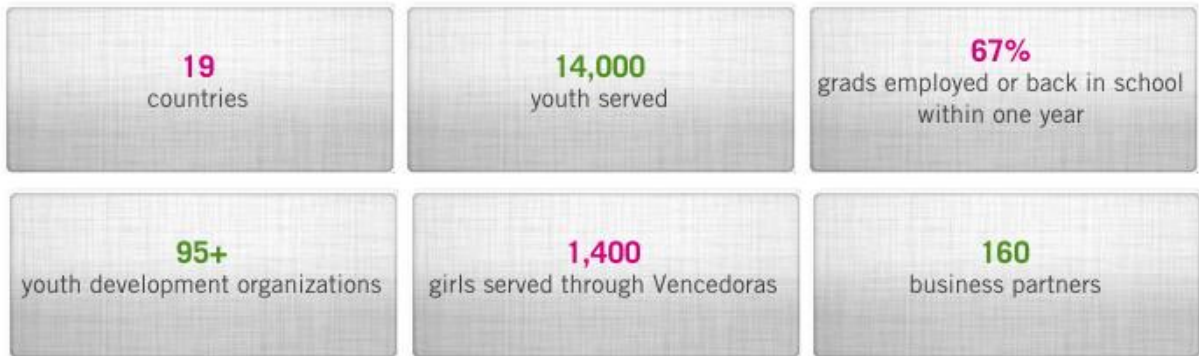 19
countries
14,000
youth served
67%
grads employed or back in school
within one year
95+
youth development organizations
1,400
girls served through Vencedoras
160
business partners